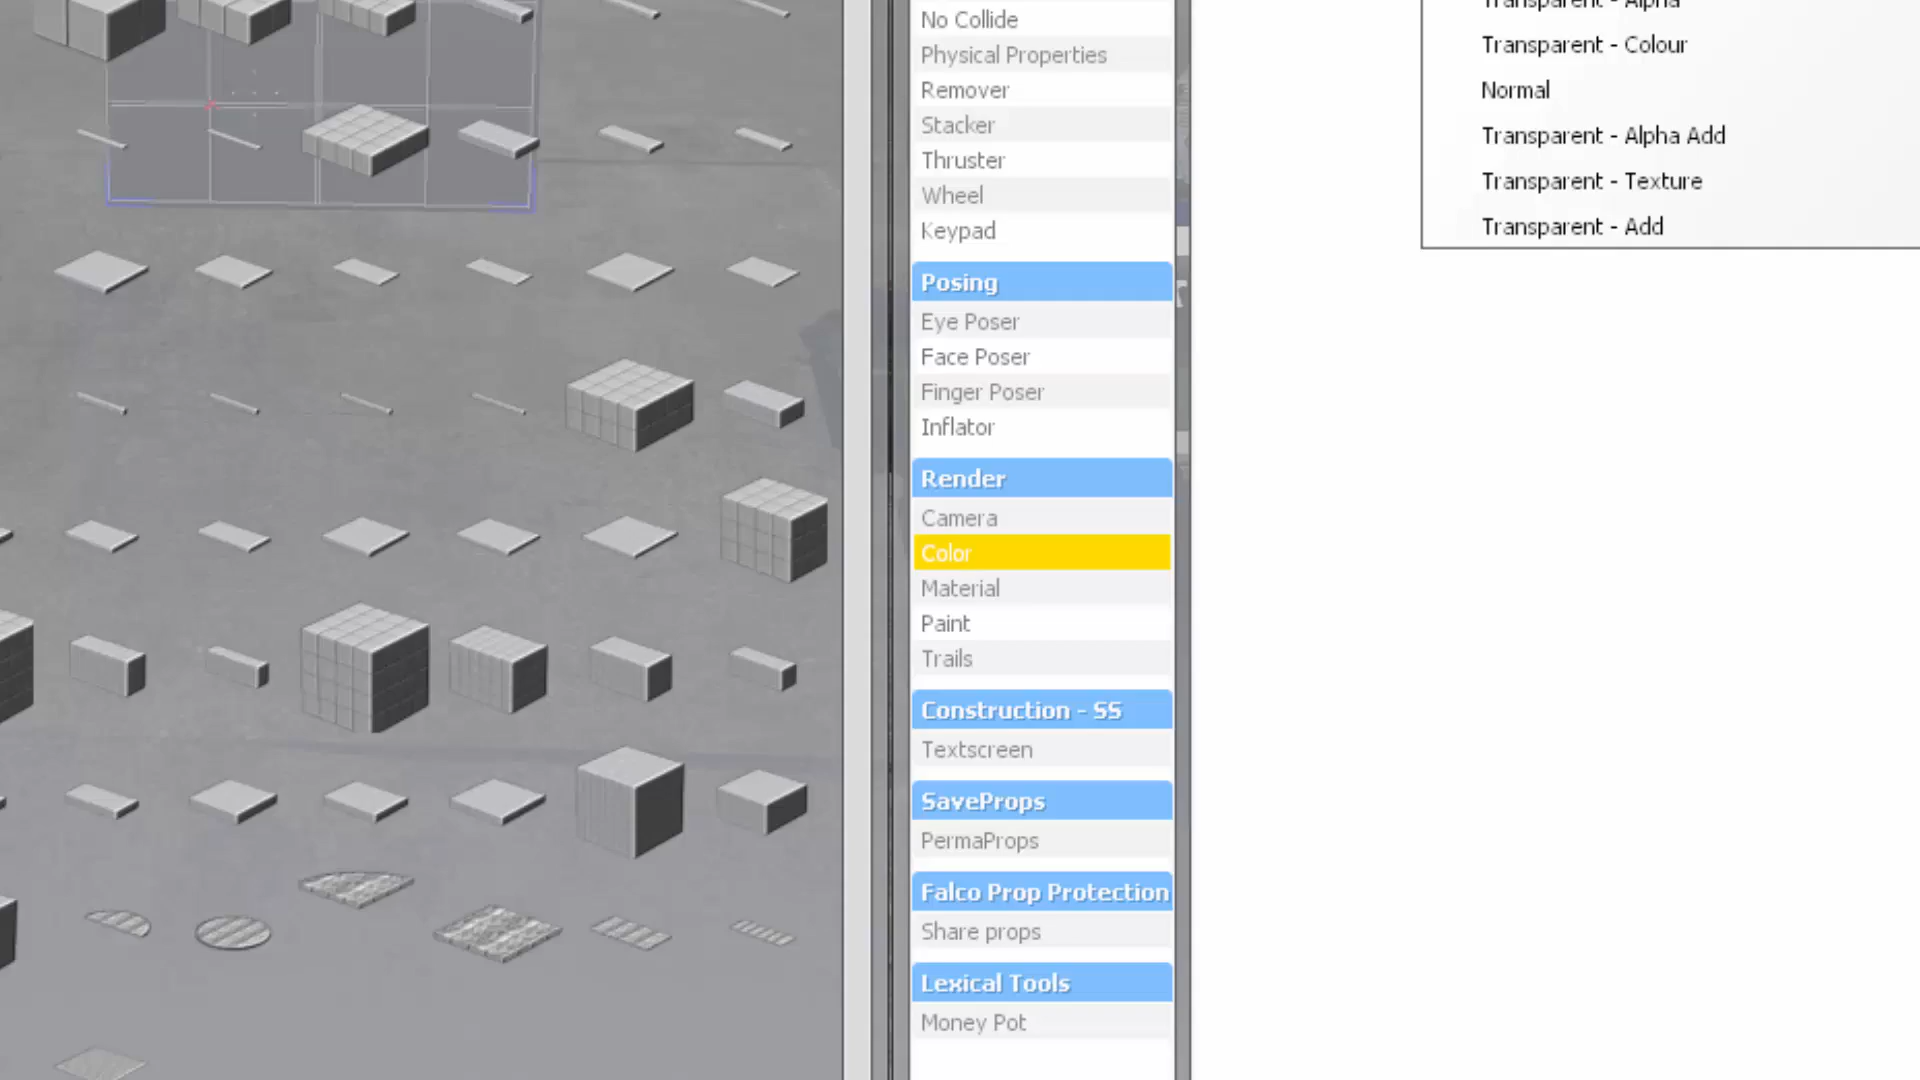 No Collide
Physical Properties
Remover
Stacker
Thruster
Wheel
Keypad
Posing
Eye Poser
Face Poser
Finger Poser
Inflator
Render
Camera
Color
Material
Paint
Trails
Construction - SS
Textscreen
SaveProps
PermaProps
Falco Prop Protection
Share props
Lexical Tools
Money Pot
Transparent - Alpha
Transparent - Colour
Normal
Transparent - Alpha Add
Transparent - Texture
Transparent - Add